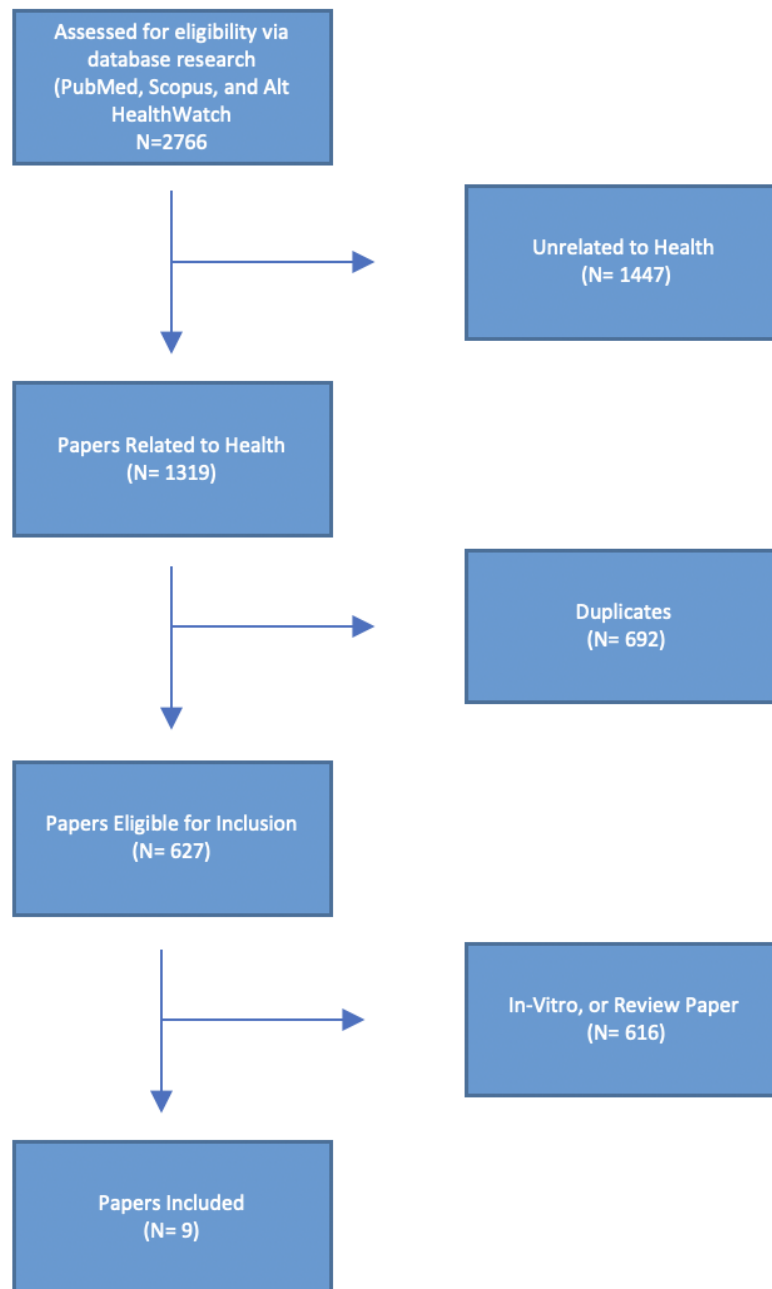 Assessed for eligibility via
database research
(PubMed, Scopus, and Alt
HealthWatch
N=2766
Unrelated to Health
(N= 1447)
Papers Related to Health
(N= 1319)
Duplicates
(N= 692)
Papers Eligible for Inclusion
(N= 627)
In-Vitro, or Review Paper
(N= 616)
Papers Included
(N= 9)